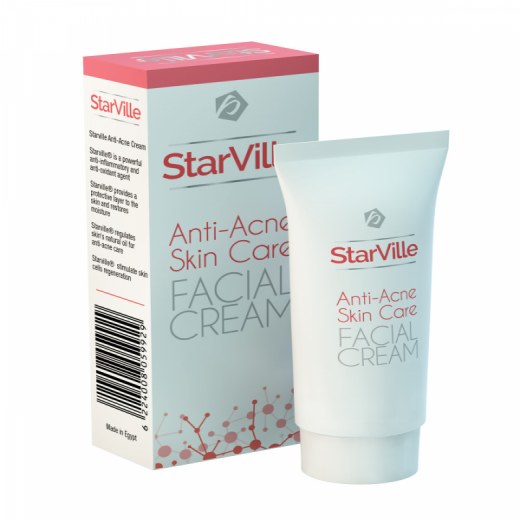 StarVille
StarVille
Starville Anti-Acne Cream
Starville® is a powerful
anti-inflammatory and
anti-oxidant agent
Starville® provides a
protective layer to the
skin and restores
moisture
Starville® regulates
skin's natural oil for
anti-acne care
Starville® stimulate skin
cells regeneration
6 224008 059929
Made in Egypt
StarVille
Anti-Acne
Skin Care
FACIAL
CREAM
StarVille
Anti-Acne
Skin Care
FACIAL
CREAM